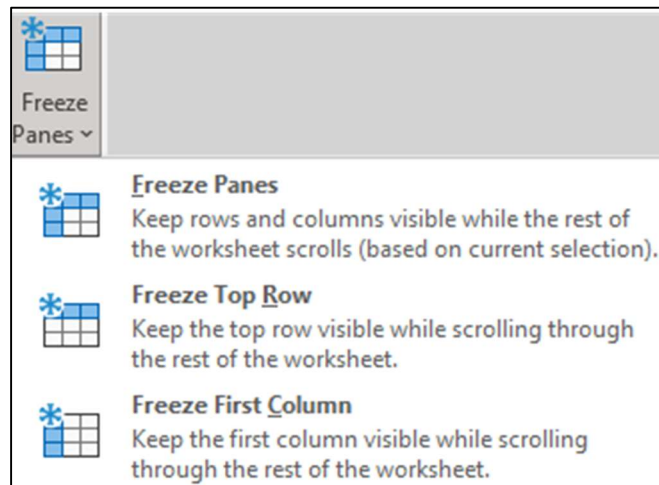 Freeze
Panes
Freeze Panes
Keep rows and columns visible while the rest of
the worksheet scrolls (based on current selection).
Freeze Top Row
Keep the top row visible while scrolling through
the rest of the worksheet.
Freeze First Column
Keep the first column visible while scrolling
through the rest of the worksheet.